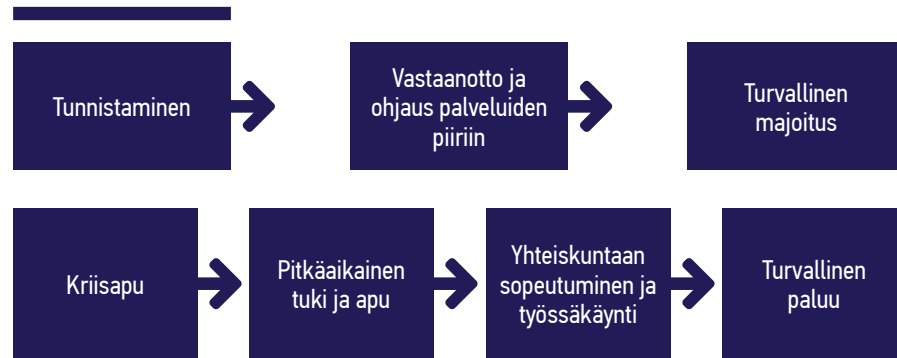 Tunnistaminen
Vastaanotto ja
ohjaus palveluiden
piiriin
Turvallinen
majoitus
Kriisapu
Pitkäaikainen
tuki ja apu
Yhteiskuntaan
sopeutuminen ja
työssäkäynti
Turvallinen
paluu